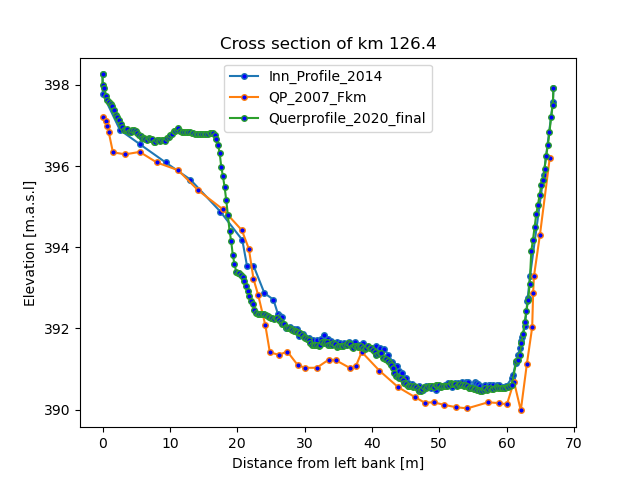 Cross section of km 126.4
Inn_Profile_2014
QP_2007_Fkm
Querprofile_2020_final
Elevation [m.a.s.l]
398
396
394
392
390
0 10 20 30 40 50 60 70
Distance from left bank [m]